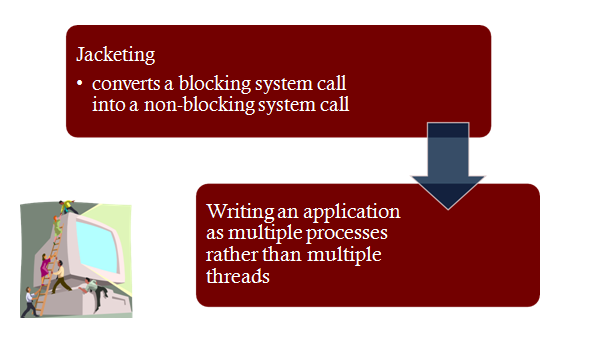 Jacketing
• converts a blocking system call
into a non-blocking system call
Writing an application
as multiple processes
rather than multiple
threads